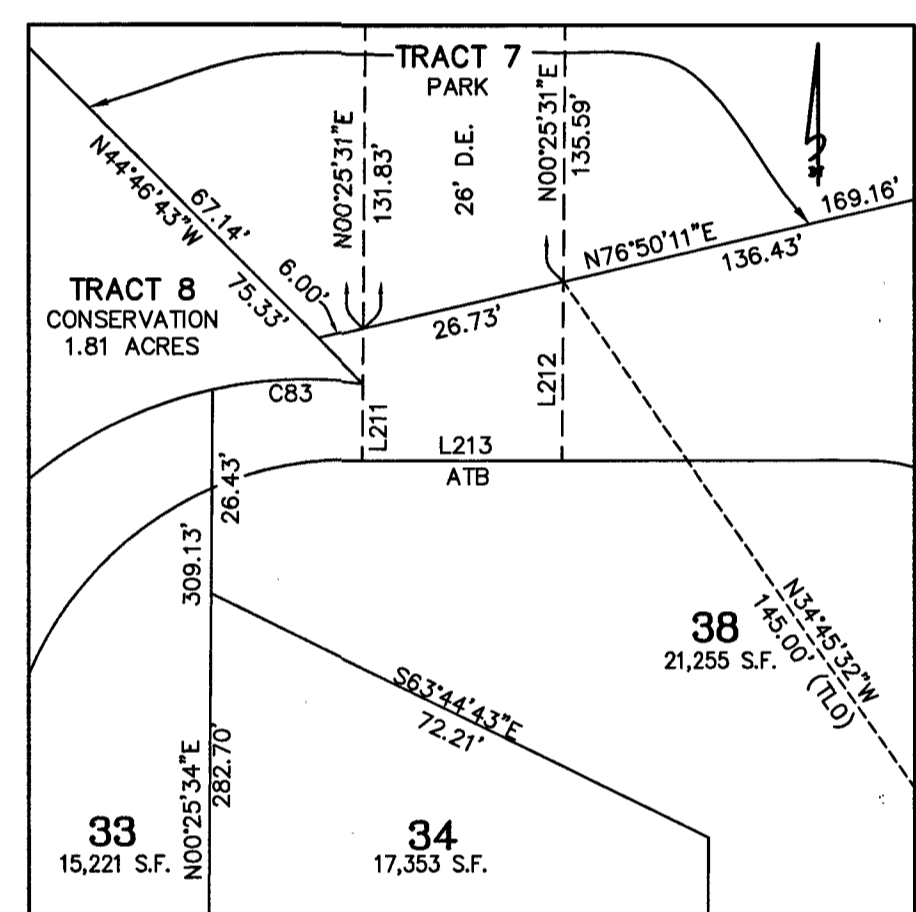 TRACT 7
PARK
26' D.E.
N00°25'31"E
131.83'
N00°25'31"E
135.59'
N44°46'43"W
67.14'
75.33'
6.00'
169.16'
N76°50'11"E
136.43'
26.73'
TRACT 8
CONSERVATION
1.81 ACRES
C83
L211
L212
L213
ATB
26.43'
309.13'
N00°25'34"E
282.70'
S63°44'43"E
72.21'
38
21,255 S.F.
N34°45'32"W
145.00' (TLO)
33
15,221 S.F.
34
17,353 S.F.